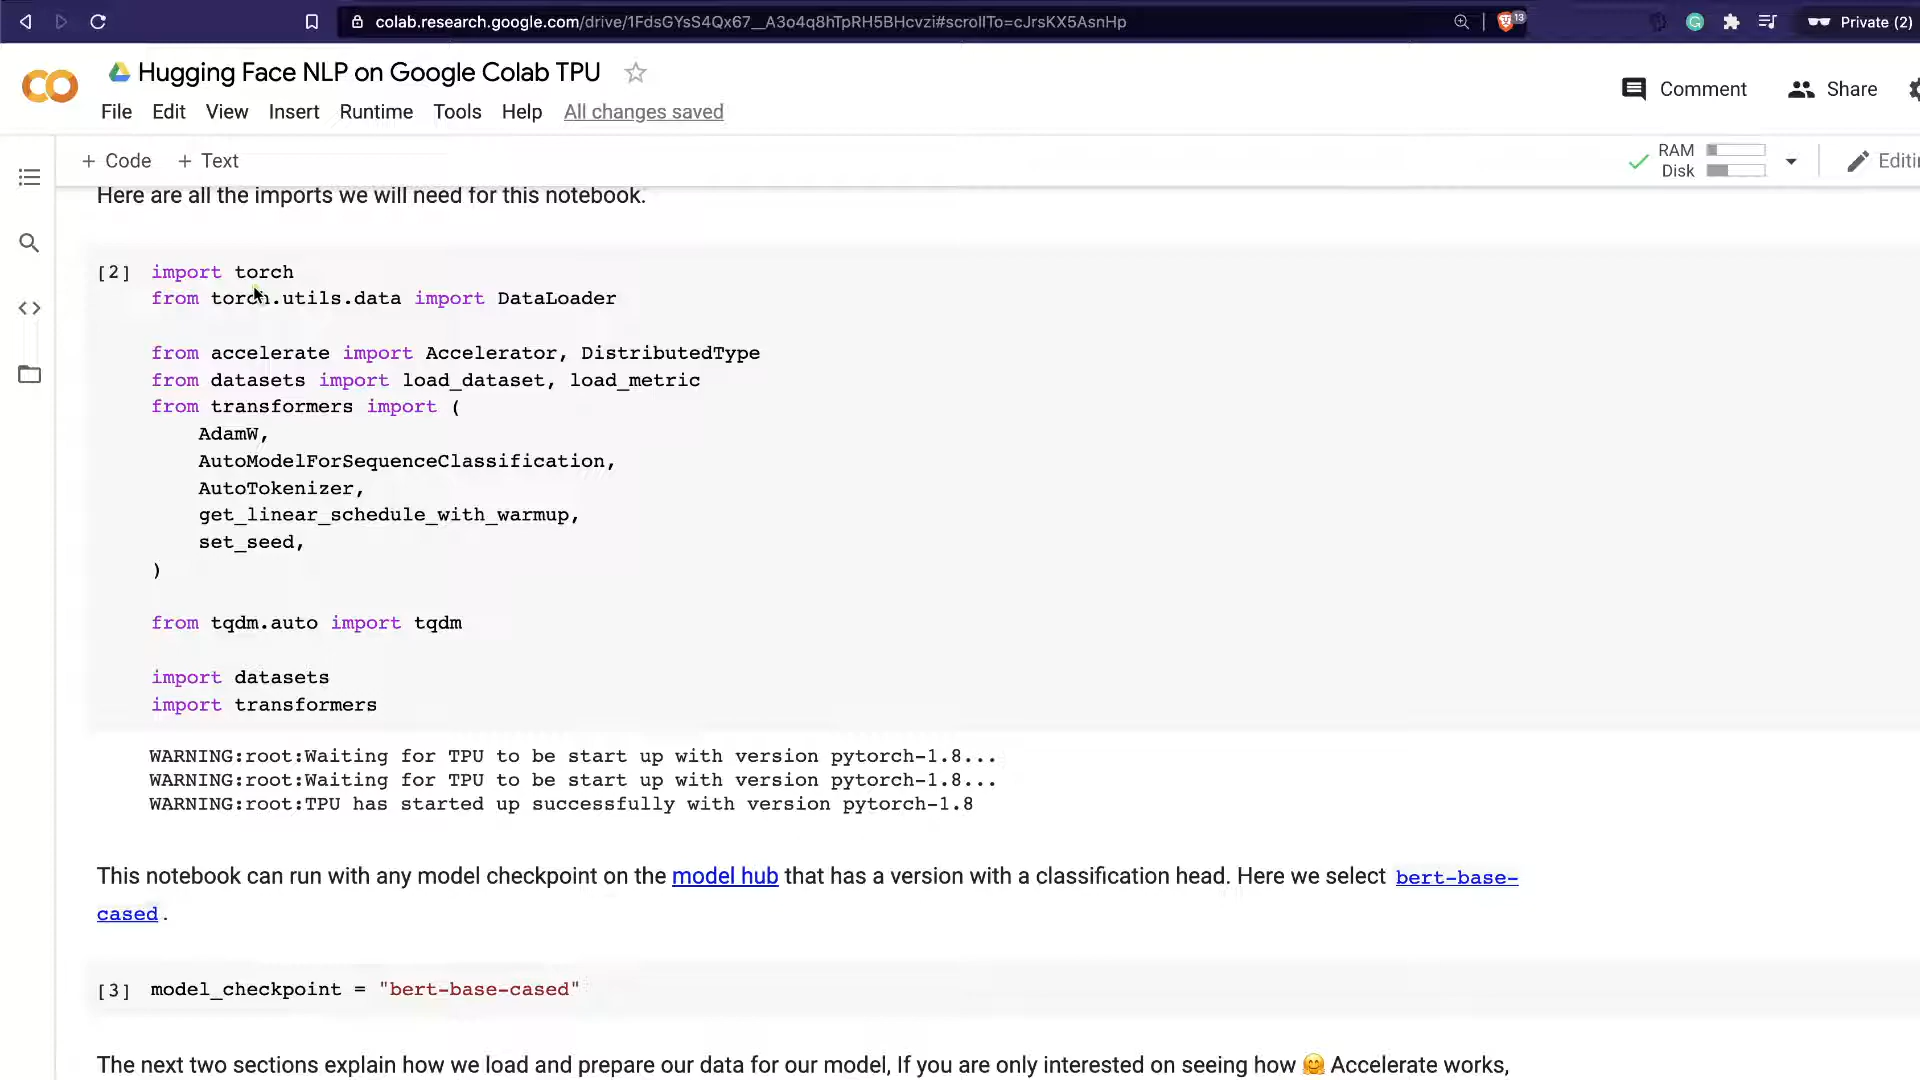 colab.research.google.com/drive/1FdsGYsS4Qx67__A3o4q8hTpRH5BHcvzi#scrollTo=cJrsKX5AsnHp
13
Private (2)
CO
Hugging Face NLP on Google Colab TPU
Comment
Share
File Edit View Insert Runtime Tools Help All changes saved
+ Code + Text
RAM
Disk
Editi
Here are all the imports we will need for this notebook.
[2] import torch
from torch.utils.data import DataLoader
from accelerate import Accelerator, DistributedType
from datasets import load_dataset, load_metric
from transformers import (
AdamW,
AutoModelForSequenceClassification,
AutoTokenizer,
get_linear_schedule_with_warmup,
set_seed,
)
from tqdm.auto import tqdm
import datasets
import transformers
WARNING:root:Waiting for TPU to be start up with version pytorch-1.8...
WARNING:root:Waiting for TPU to be start up with version pytorch-1.8...
WARNING:root:TPU has started up successfully with version pytorch-1.8
This notebook can run with any model checkpoint on the model hub that has a version with a classification head. Here we select bert-base-
cased .
[3] model_checkpoint = "bert-base-cased"
The next two sections explain how we load and prepare our data for our model, If you are only interested on seeing how 🤗 Accelerate works,